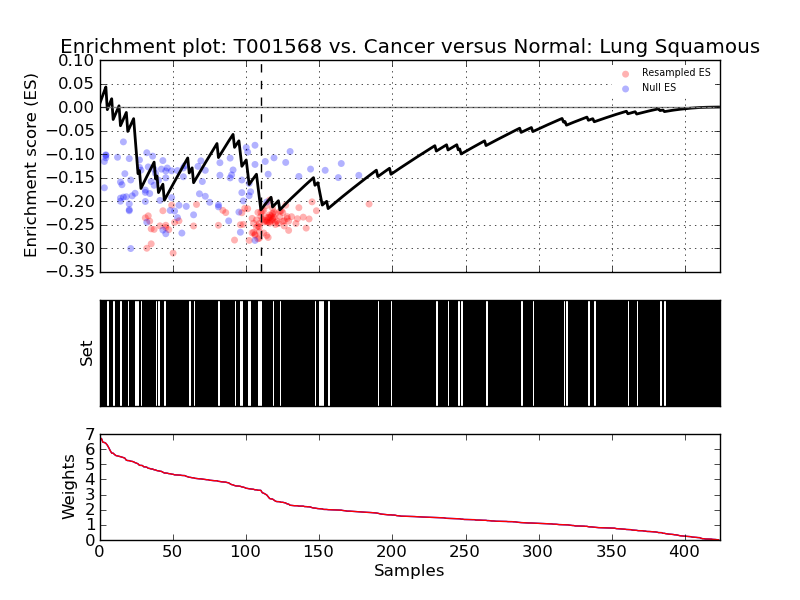 Enrichment plot: T001568 vs. Cancer versus Normal: Lung Squamous
Enrichment score (ES)
0.10
0.05
0.00
−0.05
−0.10
−0.15
−0.20
−0.25
−0.30
−0.35
Resampled ES
Null ES
Set
Weights
7
6
5
4
3
2
1
0
0 50 100 150 200 250 300 350 400
Samples